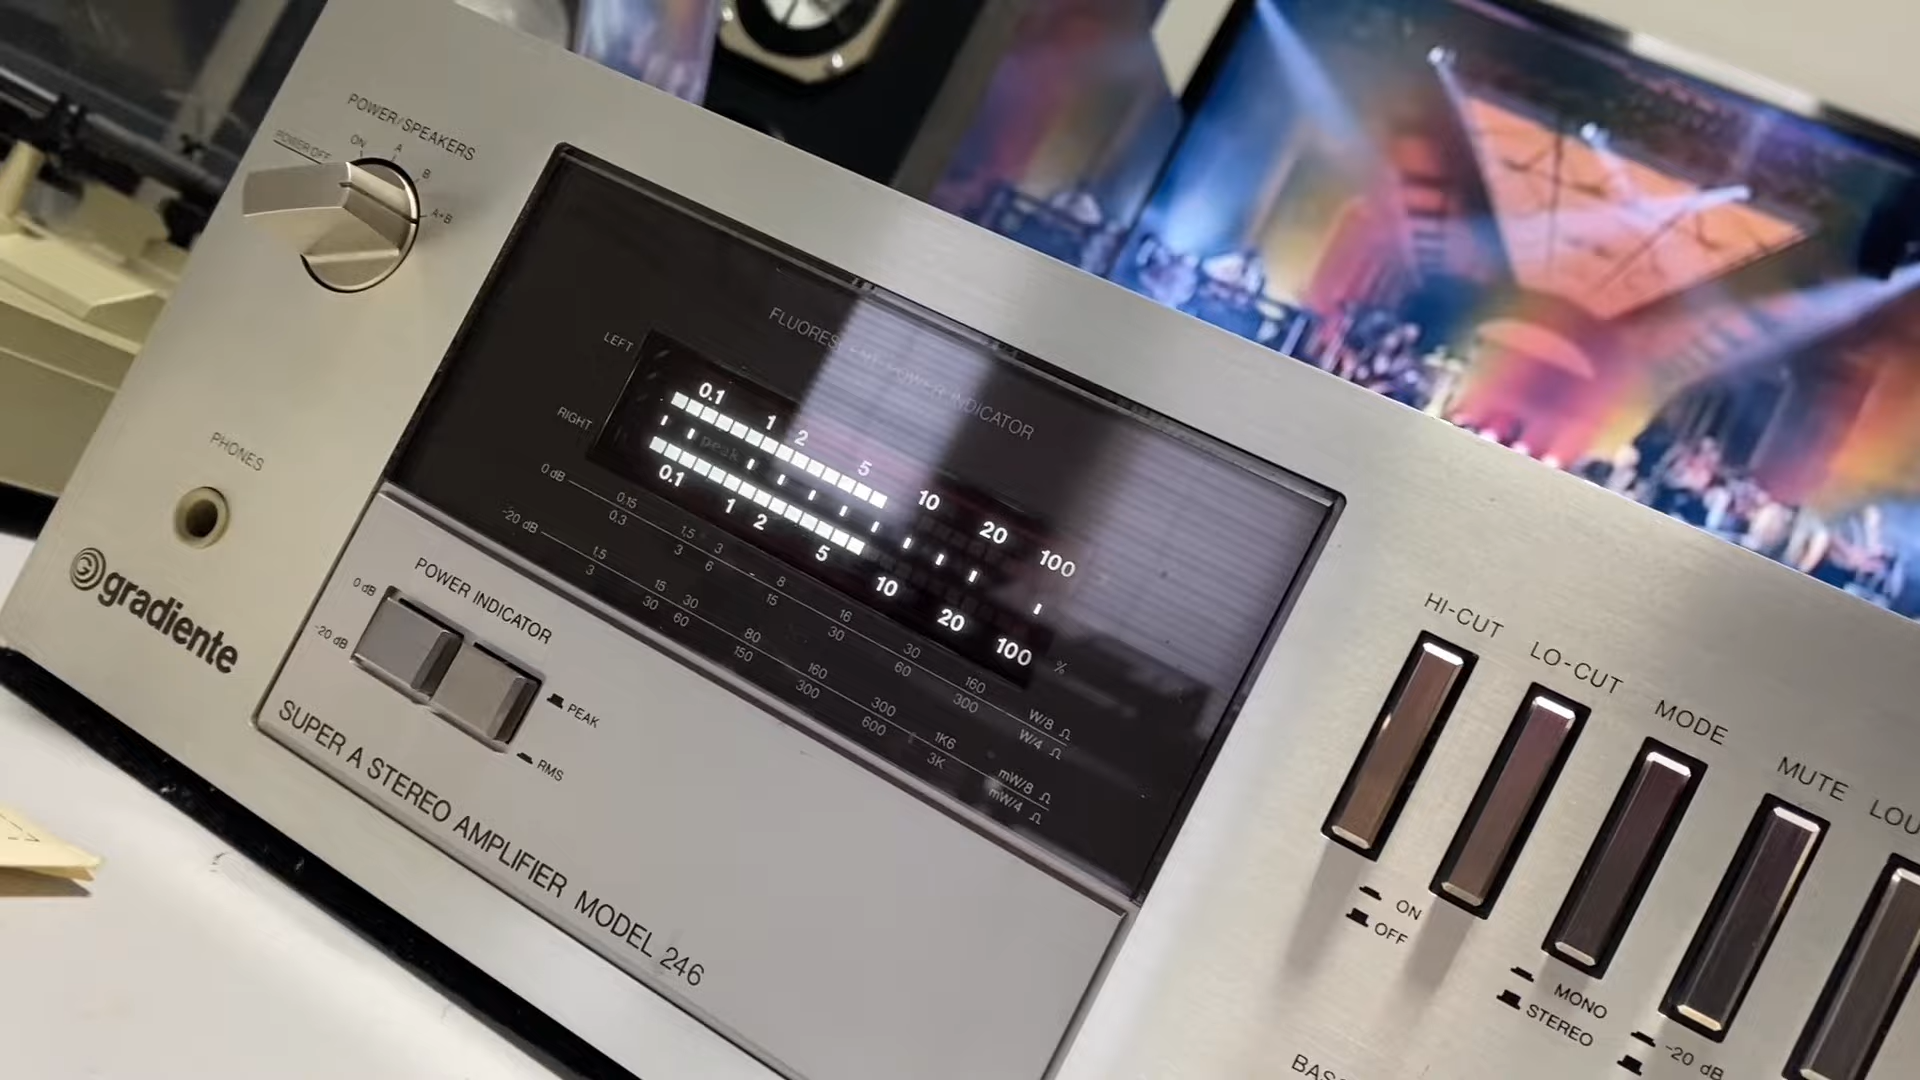 POWER/SPEAKERS
POWER OFF
ON
A
B
A+B
PHONES
gradiente
FLUORESCENT POWER INDICATOR
LEFT
0.1 1 2 5 10 20 100
peak
RIGHT
0.1 1 2 5 10 20 100 %
0 dB 0.15 1,5 3 8 16 30 160 W/8 Ω
0.3 3 6 15 30 60 300 W/4 Ω
-20 dB 1.5 15 30 80 160 300 1K6 mW/8 Ω
3 30 60 150 300 600 3K mW/4 Ω
POWER INDICATOR
0 dB
-20 dB
PEAK
RMS
SUPER A STEREO AMPLIFIER MODEL 246
HI-CUT
LO-CUT
MODE
MUTE
LOU
ON
OFF
MONO
STEREO
-20 dB
BASS